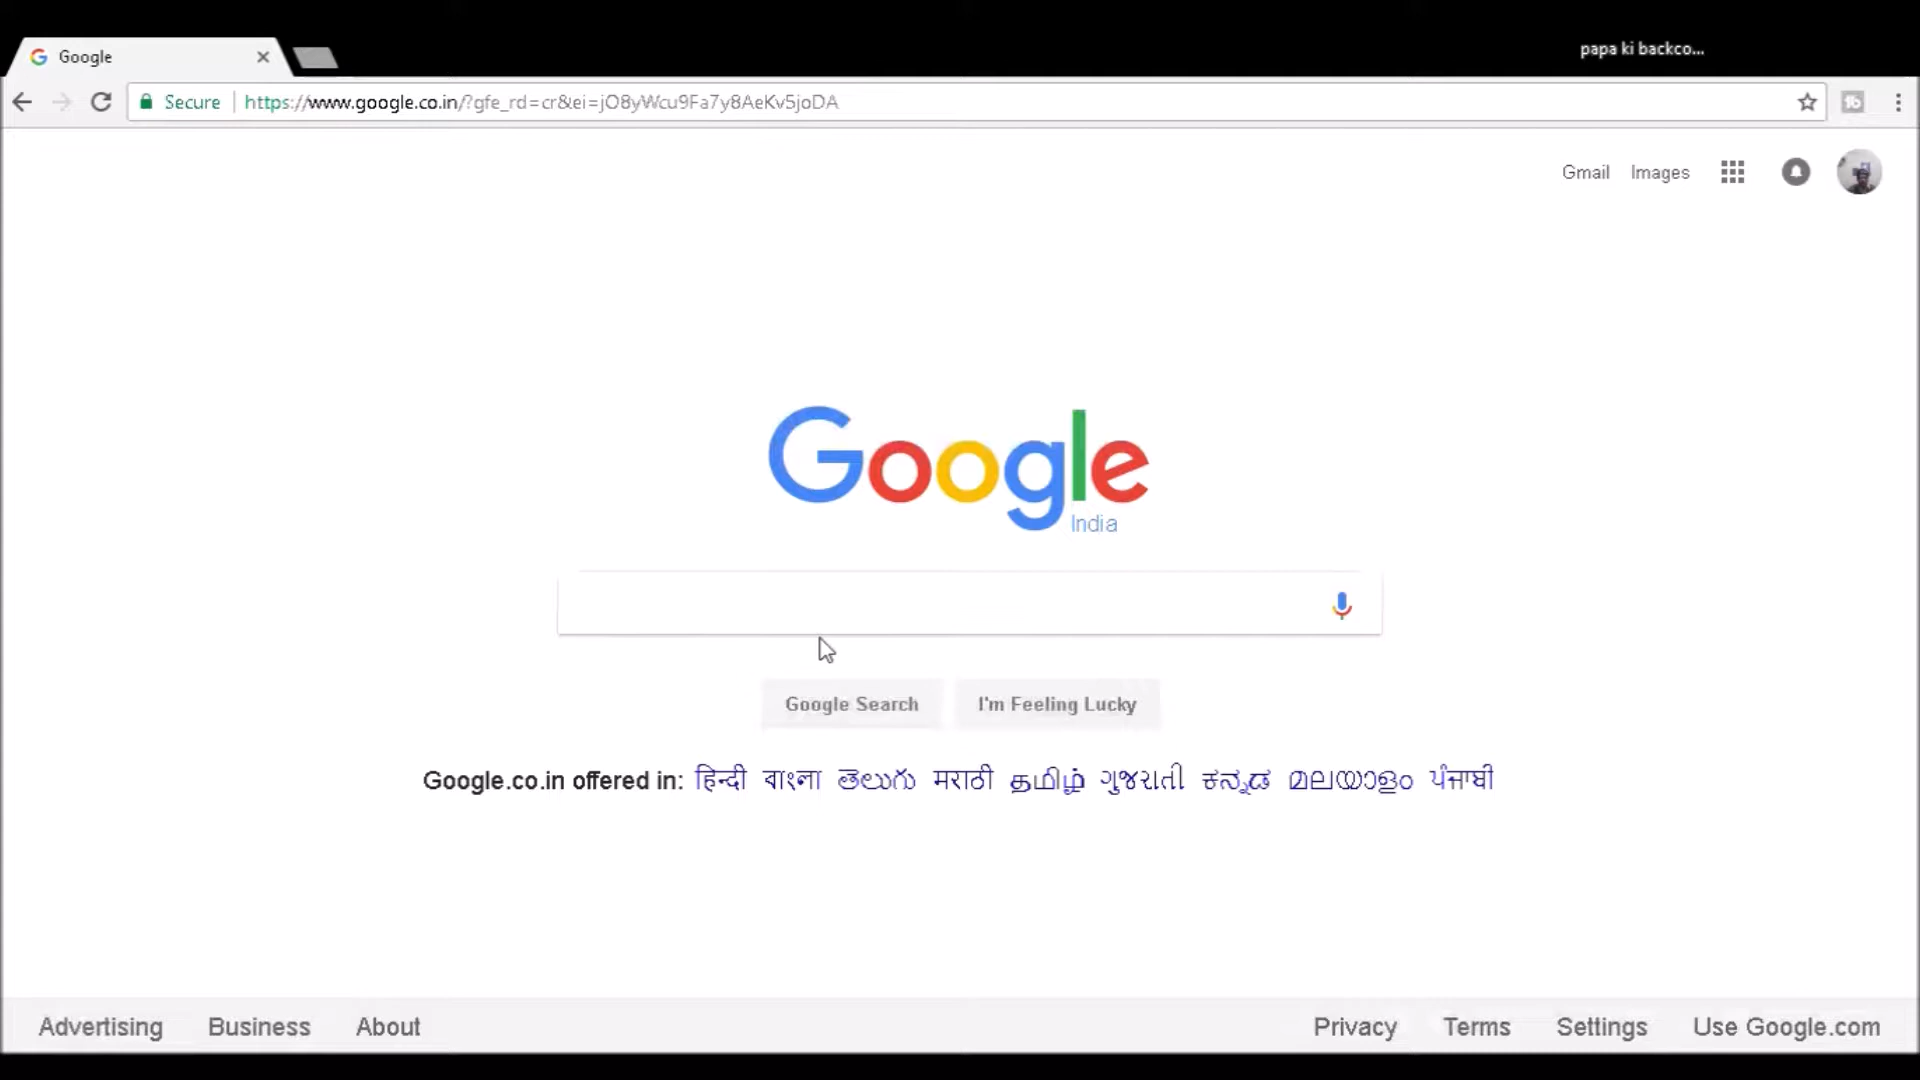 papa ki backco...
Google
Secure https://www.google.co.in/?gfe_rd=cr&ei=jO8yWcu9Fa7y8AeKv5joDA
Gmail Images
Google
India
Google Search I'm Feeling Lucky
Google.co.in offered in: हिन्दी বাংলা తెలుగు मराठी தமிழ் ગુજરાતી ಕನ್ನಡ മലയാളം ਪੰਜਾਬੀ
Advertising Business About Privacy Terms Settings Use Google.com